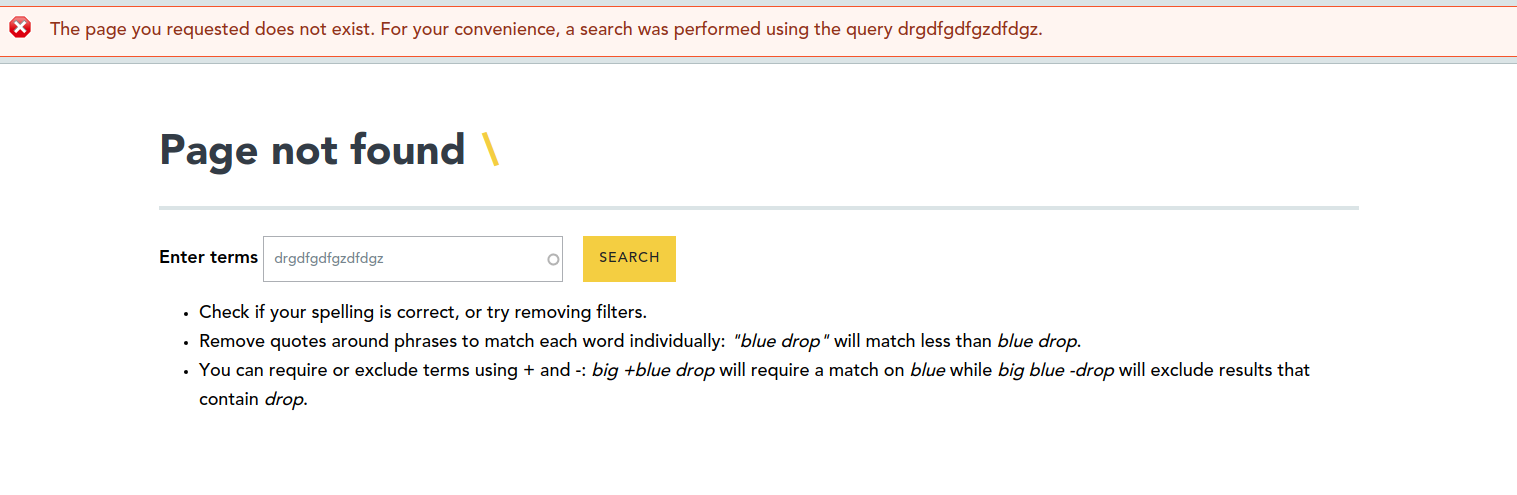 The page you requested does not exist. For your convenience, a search was performed using the query drgdfgdfgzdfdgz.
Page not found \
Enter terms drgdfgdfgzdfdgz SEARCH
• Check if your spelling is correct, or try removing filters.
• Remove quotes around phrases to match each word individually: "blue drop" will match less than blue drop.
• You can require or exclude terms using + and -: big +blue drop will require a match on blue while big blue -drop will exclude results that
contain drop.